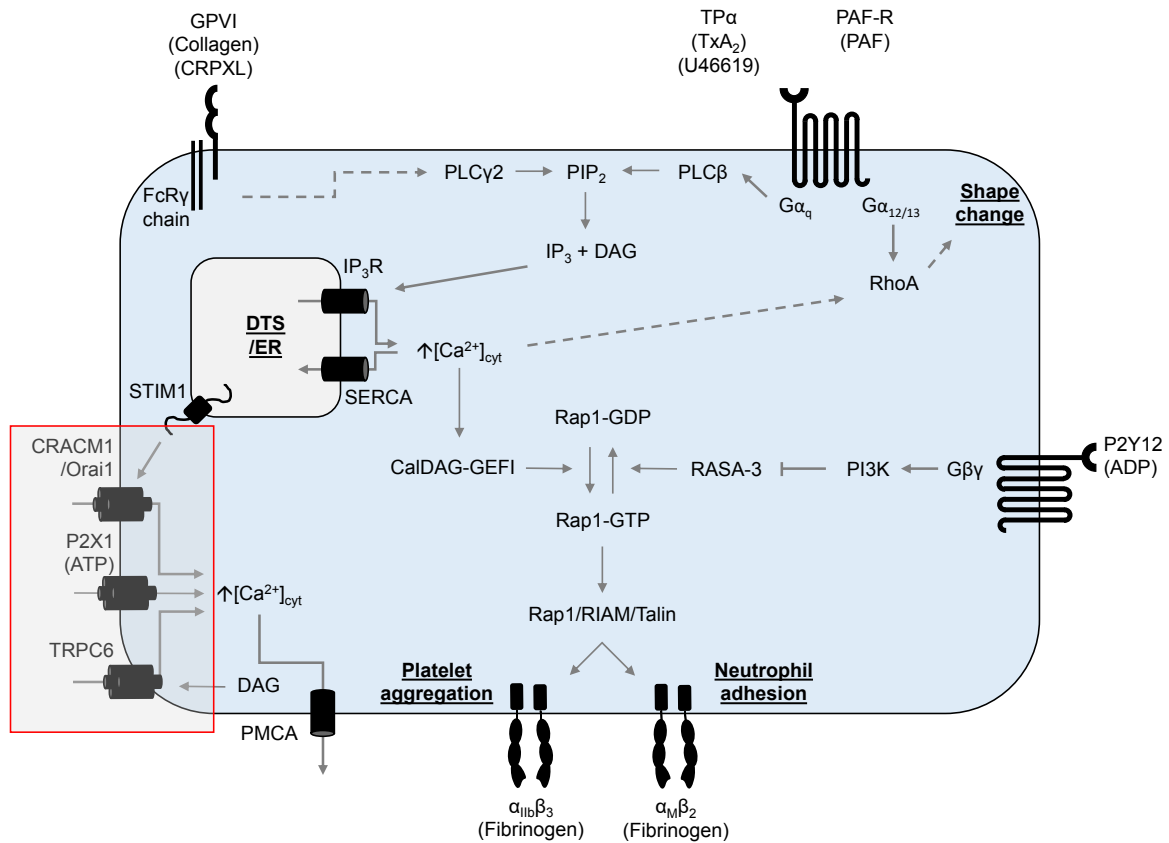 GPVI
(Collagen)
(CRPXL)
TPα
(TxA₂)
(U46619)
PAF-R
(PAF)
FcRγ
chain
PLCγ2
PIP₂
PLCβ
Gαq
Gα12/13
Shape
change
IP₃ + DAG
RhoA
IP₃R
DTS
/ER
↑[Ca²⁺]cyt
SERCA
STIM1
CRACM1
/Orai1
P2X1
(ATP)
TRPC6
↑[Ca²⁺]cyt
DAG
PMCA
Rap1-GDP
CalDAG-GEFI
RASA-3
PI3K
Gβγ
P2Y12
(ADP)
Rap1-GTP
Rap1/RIAM/Talin
Platelet
aggregation
Neutrophil
adhesion
αIIbβ₃
(Fibrinogen)
αMβ₂
(Fibrinogen)